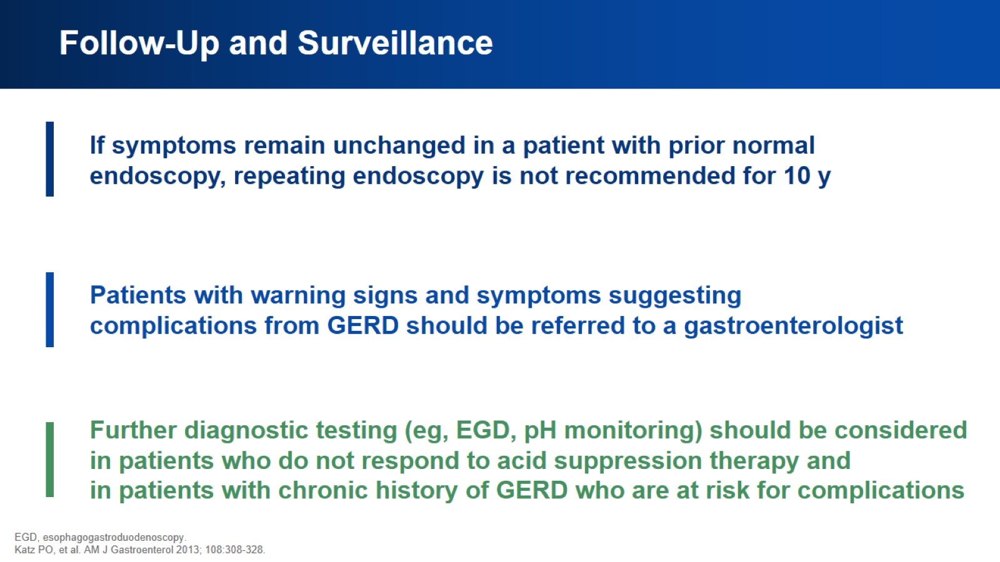 Follow-Up and Surveillance
If symptoms remain unchanged in a patient with prior normal
endoscopy, repeating endoscopy is not recommended for 10 y
Patients with warning signs and symptoms suggesting
complications from GERD should be referred to a gastroenterologist
Further diagnostic testing (eg, EGD, pH monitoring) should be considered
in patients who do not respond to acid suppression therapy and
in patients with chronic history of GERD who are at risk for complications
EGD, esophagogastroduodenoscopy.
Katz PO, et al. AM J Gastroenterol 2013; 108:308-328.